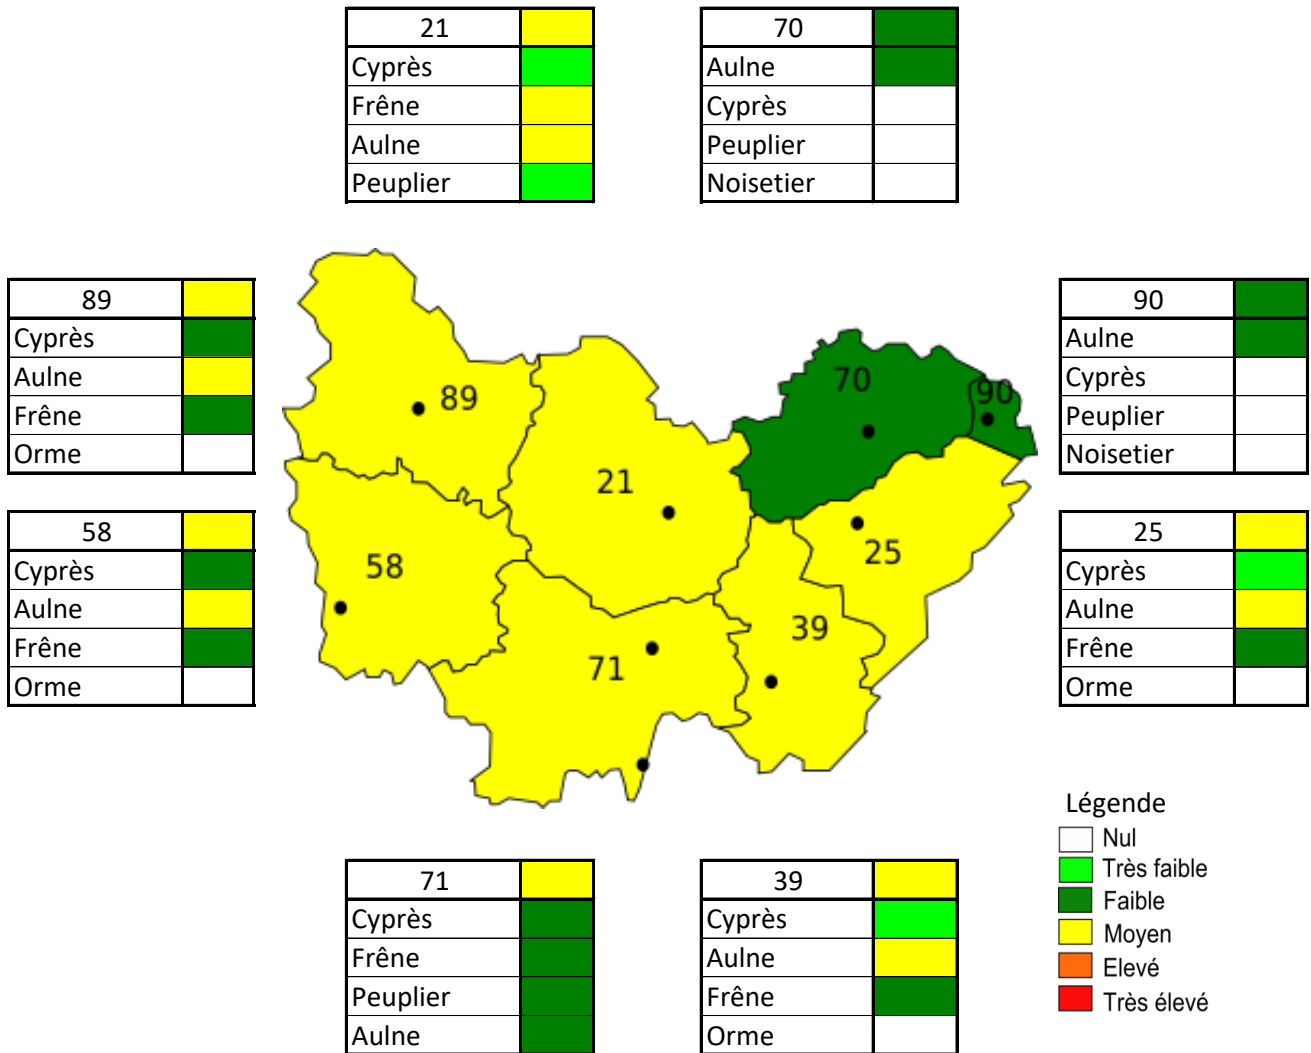 21
Cyprès
Frêne
Aulne
Peuplier
70
Aulne
Cyprès
Peuplier
Noisetier
89
Cyprès
Aulne
Frêne
Orme
90
Aulne
Cyprès
Peuplier
Noisetier
58
Cyprès
Aulne
Frêne
Orme
25
Cyprès
Aulne
Frêne
Orme
70
90
89
21
25
58
39
71
Légende
Nul
Très faible
Faible
Moyen
Elevé
Très élevé
71
Cyprès
Frêne
Peuplier
Aulne
39
Cyprès
Aulne
Frêne
Orme